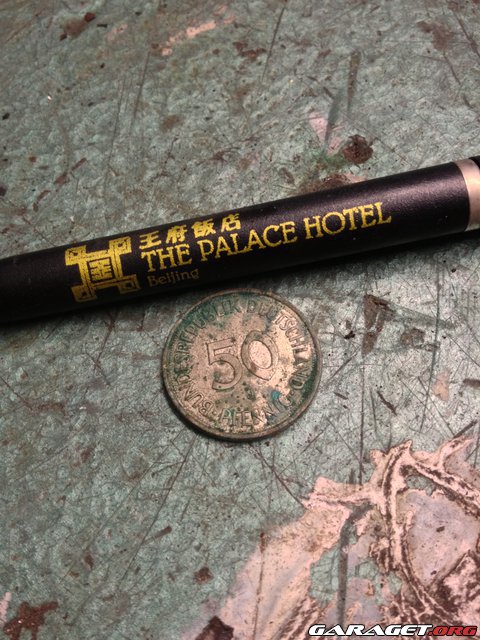 王府飯店
THE PALACE HOTEL
Beijing
BUNDESREPUBLIK DEUTSCHLAND
50
PFENNIG
GARAGET.ORG